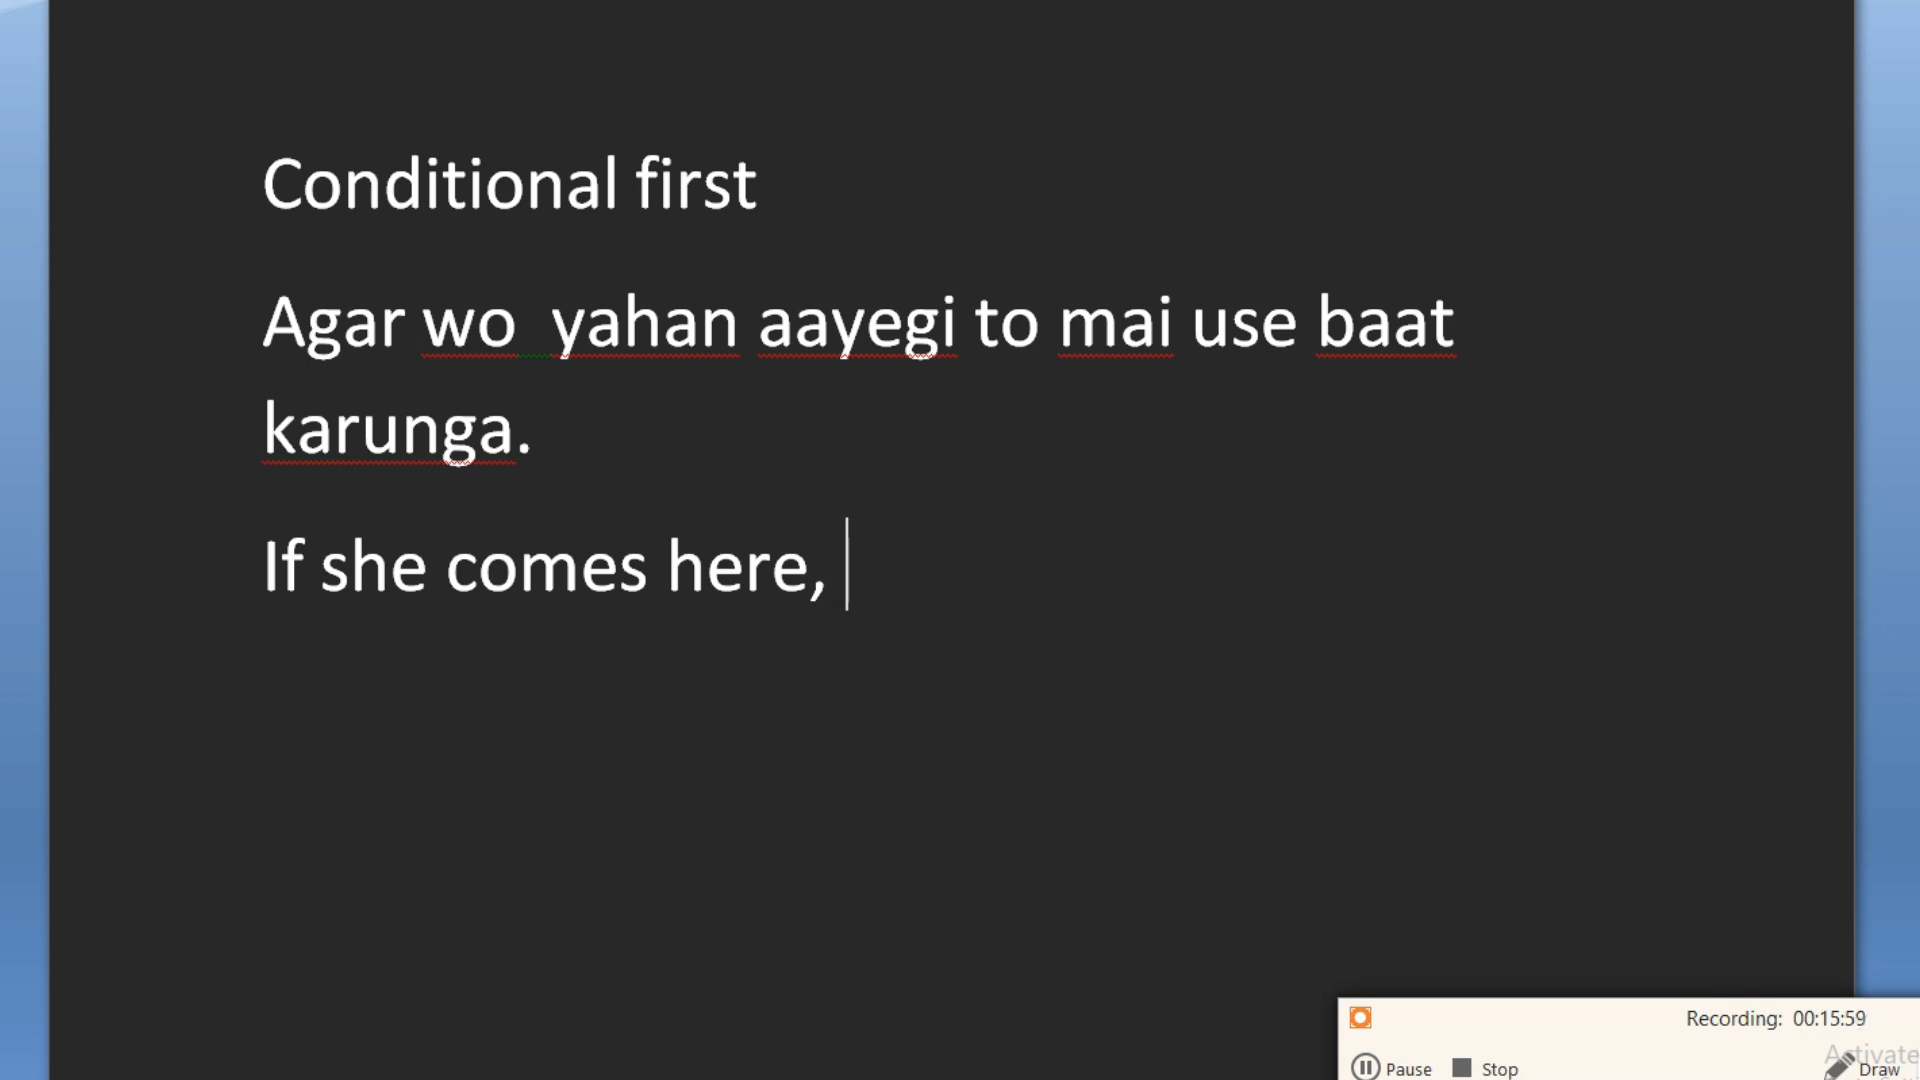 Conditional first
Agar wo  yahan aayegi to mai use baat
karunga.
If she comes here,
Recording:  00:15:59
Activate
Pause
Stop
Draw